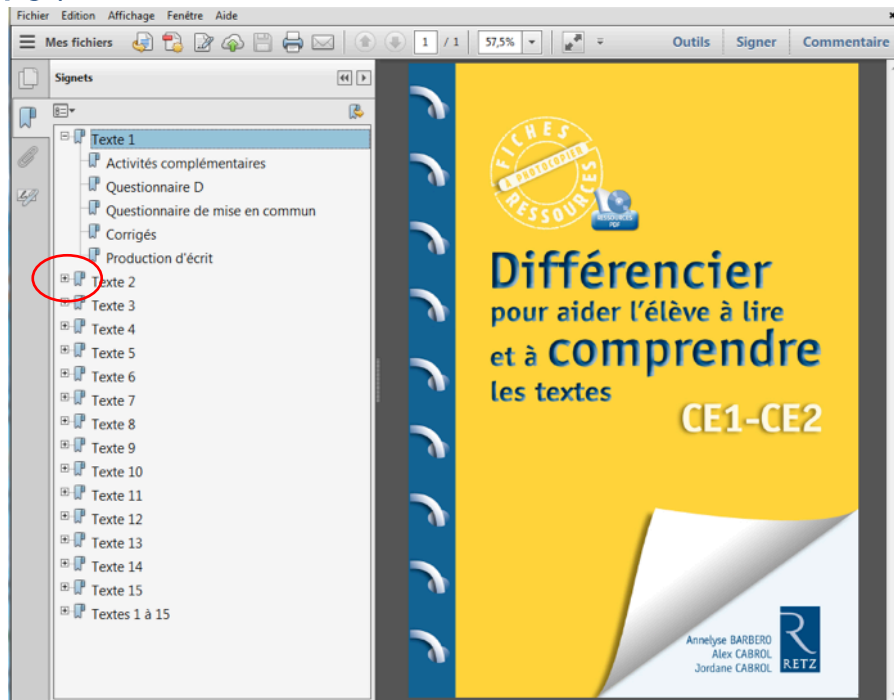 Fichier Edition Affichage Fenêtre Aide
Mes fichiers 1 / 1 57,5% Outils Signer Commentaire
Signets
Texte 1
Activités complémentaires
Questionnaire D
Questionnaire de mise en commun
Corrigés
Production d'écrit
Texte 2
Texte 3
Texte 4
Texte 5
Texte 6
Texte 7
Texte 8
Texte 9
Texte 10
Texte 11
Texte 12
Texte 13
Texte 14
Texte 15
Textes 1 à 15
FICHES
À PHOTOCOPIER
RESSOURCES
RESSOURCES
PDF
Différencier
pour aider l'élève à lire
et à comprendre
les textes
CE1-CE2
Annelyse BARBERO
Alex CABROL
Jordane CABROL
RETZ